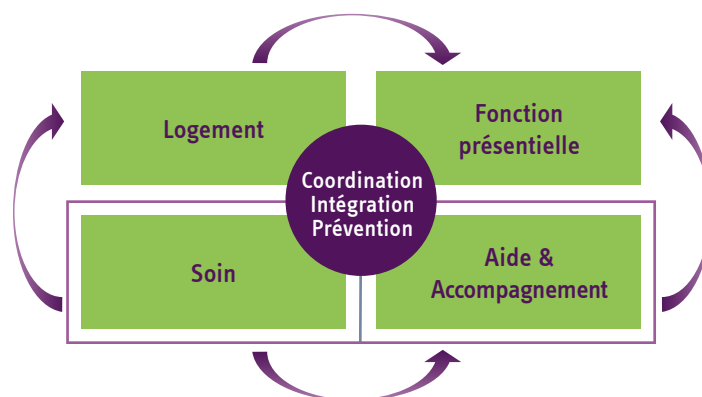 Logement
Fonction
présentielle
Coordination
Intégration
Prévention
Soin
Aide &
Accompagnement